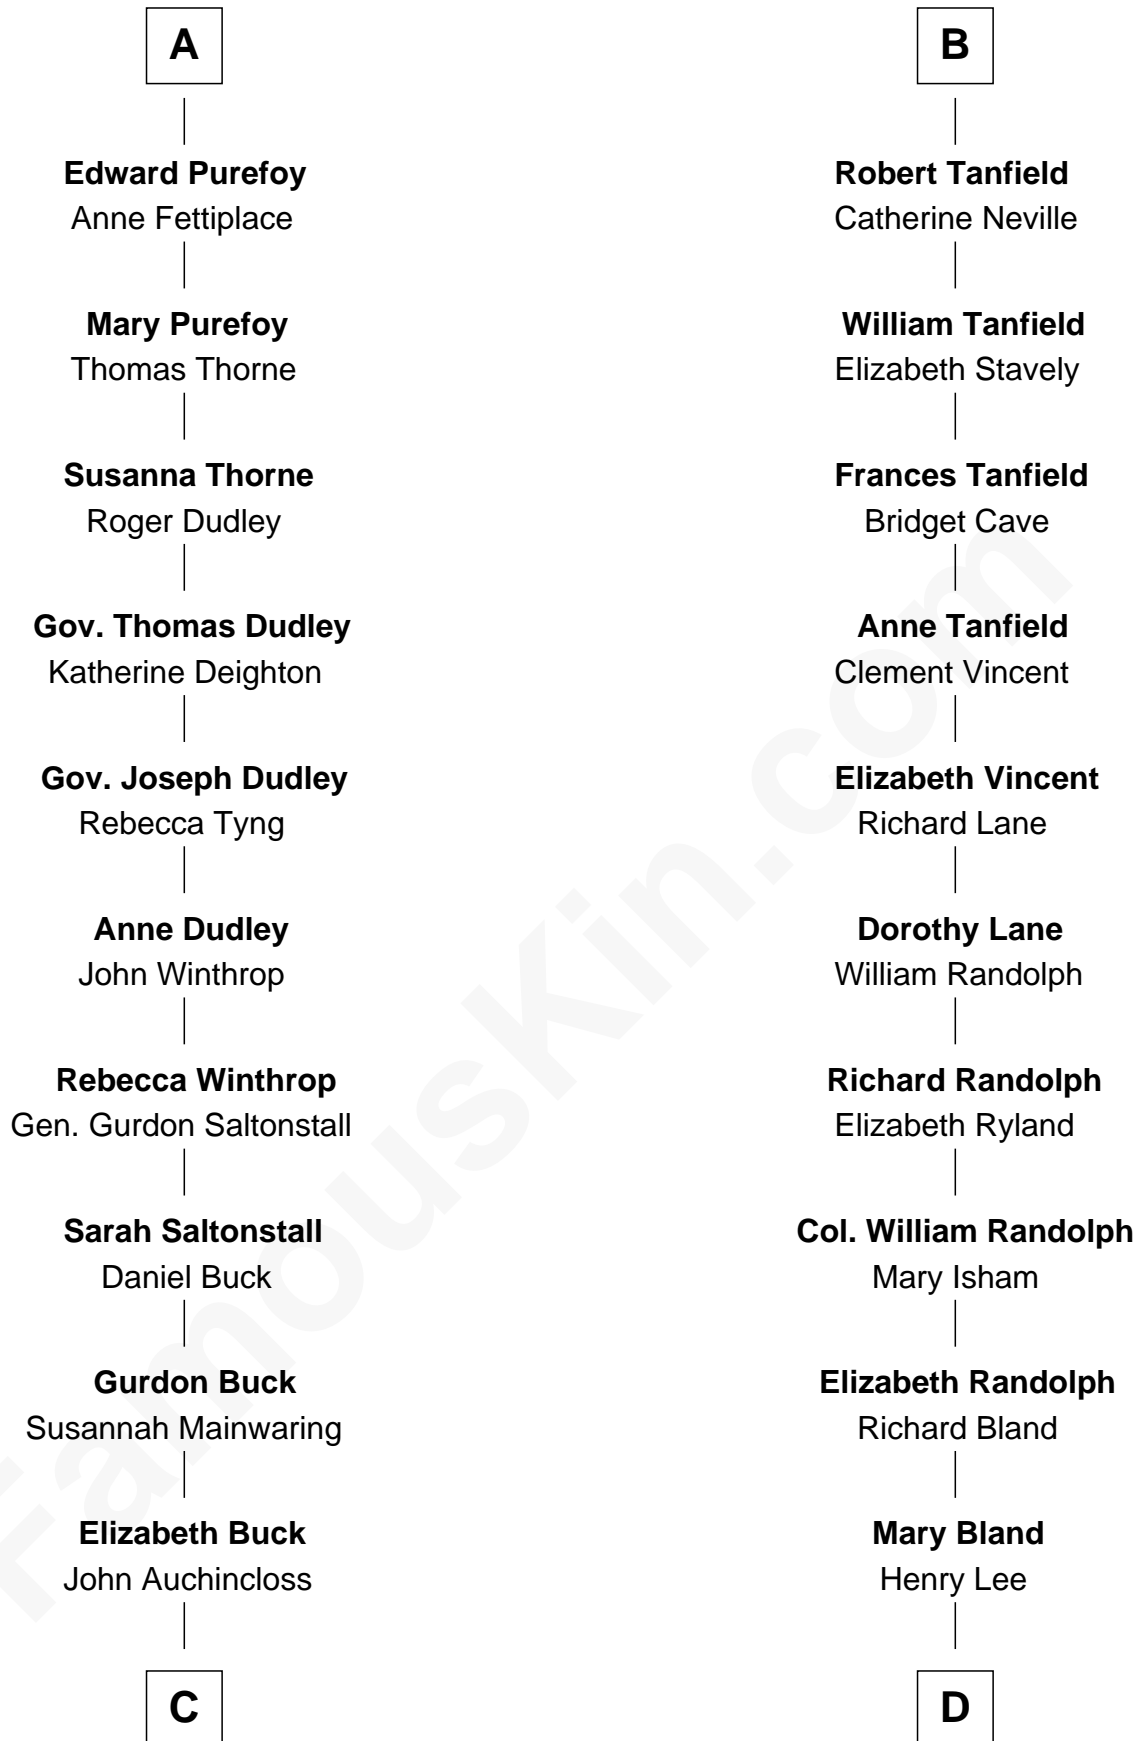 A
Edward Purefoy
Anne Fettiplace
Mary Purefoy
Thomas Thorne
Susanna Thorne
Roger Dudley
Gov. Thomas Dudley
Katherine Deighton
Gov. Joseph Dudley
Rebecca Tyng
Anne Dudley
John Winthrop
Rebecca Winthrop
Gen. Gurdon Saltonstall
Sarah Saltonstall
Daniel Buck
Gurdon Buck
Susannah Mainwaring
Elizabeth Buck
John Auchincloss
C
B
Robert Tanfield
Catherine Neville
William Tanfield
Elizabeth Stavely
Frances Tanfield
Bridget Cave
Anne Tanfield
Clement Vincent
Elizabeth Vincent
Richard Lane
Dorothy Lane
William Randolph
Richard Randolph
Elizabeth Ryland
Col. William Randolph
Mary Isham
Elizabeth Randolph
Richard Bland
Mary Bland
Henry Lee
D
FamousKin.com